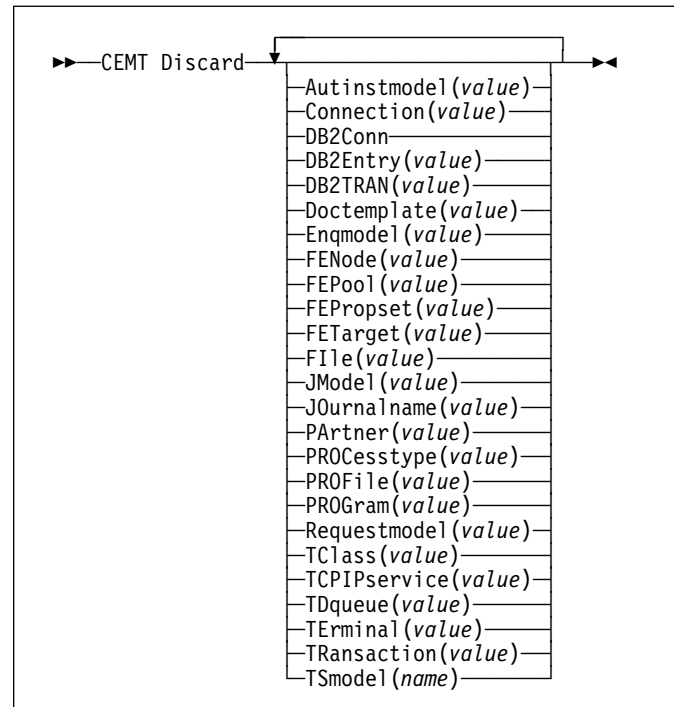 CEMT Discard
Autinstmodel(value)
Connection(value)
DB2Conn
DB2Entry(value)
DB2TRAN(value)
Doctemplate(value)
Enqmodel(value)
FENode(value)
FEPool(value)
FEPropset(value)
FETarget(value)
FIle(value)
JModel(value)
JOurnalname(value)
PArtner(value)
PROCesstype(value)
PROFile(value)
PROGram(value)
Requestmodel(value)
TClass(value)
TCPIPservice(value)
TDqueue(value)
TErminal(value)
TRansaction(value)
TSmodel(name)